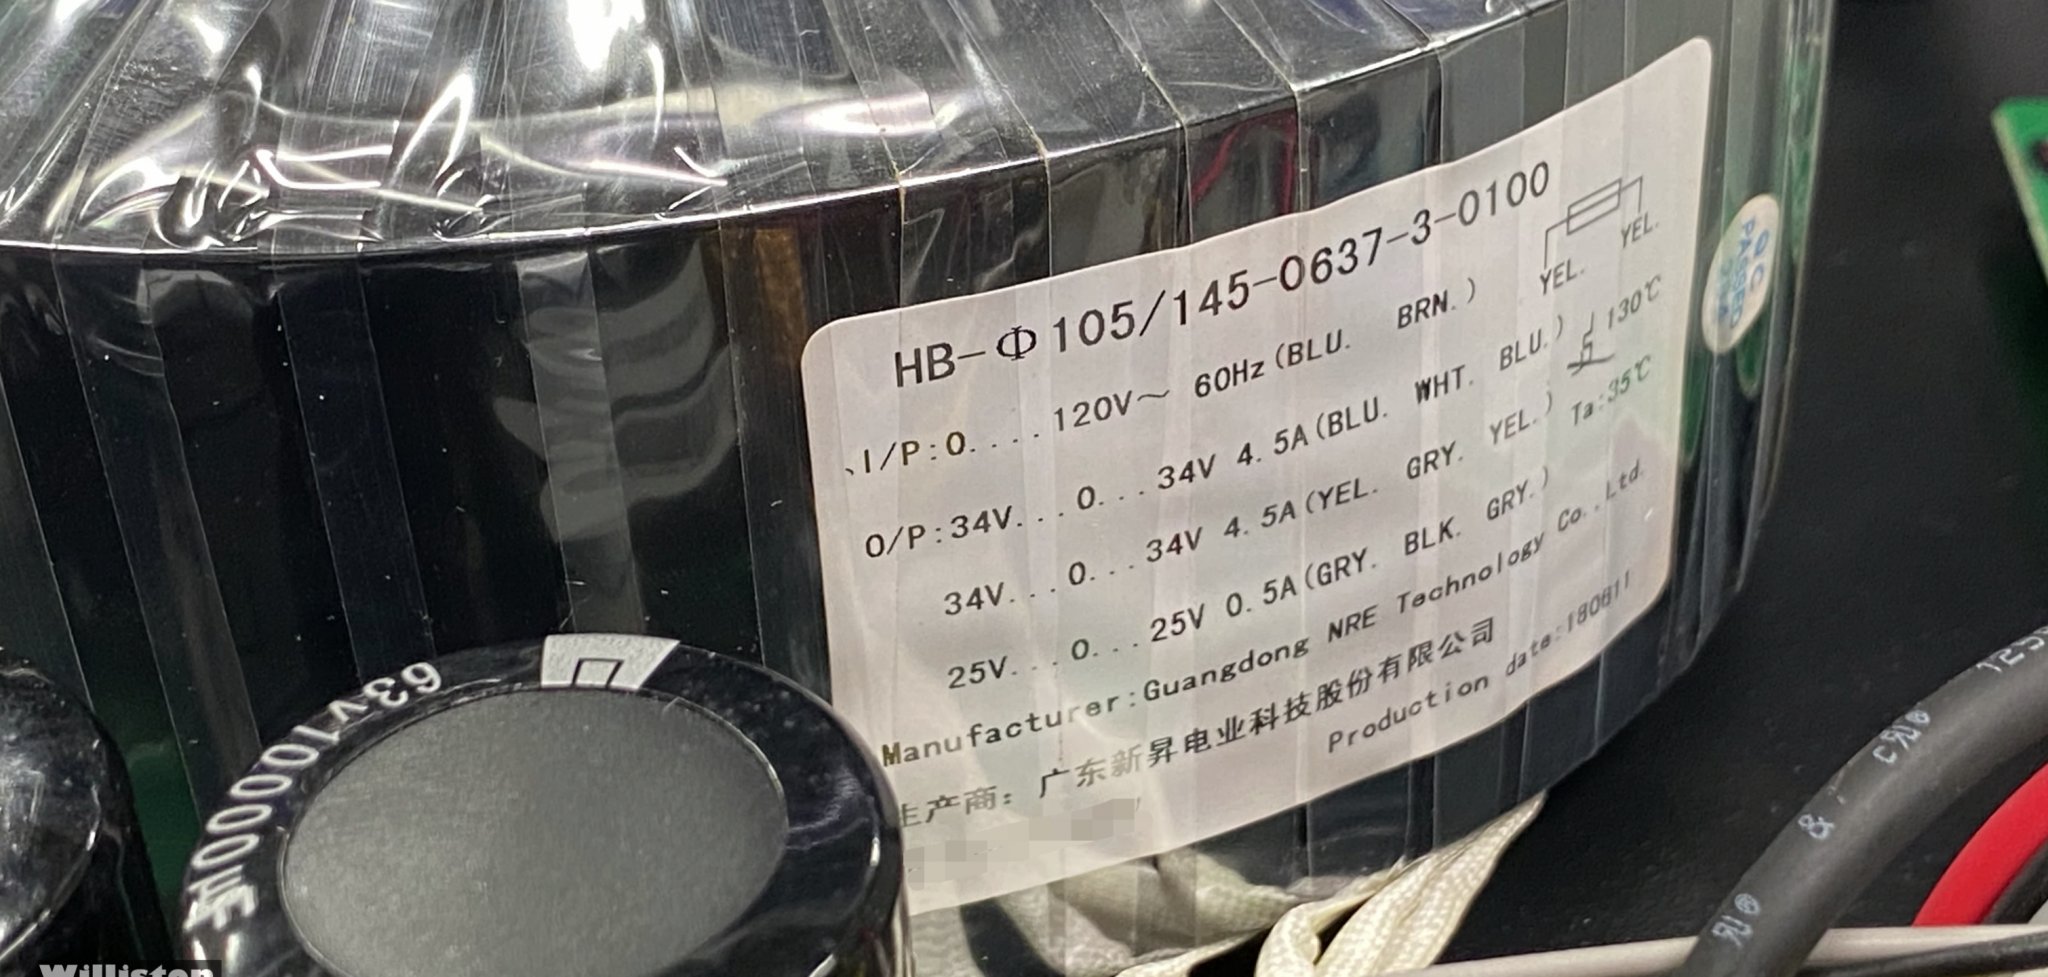 HB-Φ105/145-0637-3-0100
YEL. YEL.
I/P:0....120V~ 60Hz(BLU. BRN.)
130℃
O/P:34V...0...34V 4.5A(BLU. WHT. BLU.)
34V...0...34V 4.5A(YEL. GRY. YEL.) Ta:35℃
25V...0...25V 0.5A(GRY. BLK. GRY.)
Manufacturer:Guangdong NRE Technology Co.,Ltd.
生产商：广东新昇电业科技股份有限公司
Production date:180611
QC
PASSED
63v10000µF
125
Williston